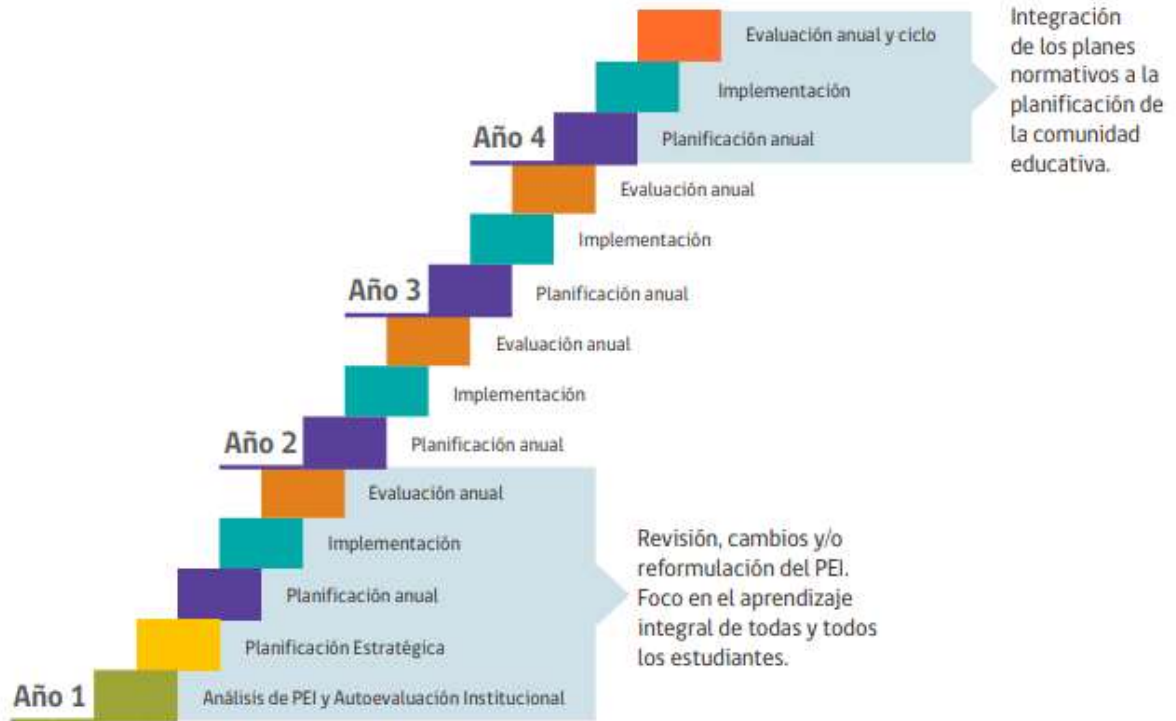 Evaluación anual y ciclo
Implementación
Año 4
Planificación anual
Integración
de los planes
normativos a la
planificación de
la comunidad
educativa.
Evaluación anual
Implementación
Año 3
Planificación anual
Evaluación anual
Implementación
Año 2
Planificación anual
Evaluación anual
Implementación
Planificación anual
Planificación Estratégica
Año 1
Análisis de PEI y Autoevaluación Institucional
Revisión, cambios y/o
reformulación del PEI.
Foco en el aprendizaje
integral de todas y todos
los estudiantes.